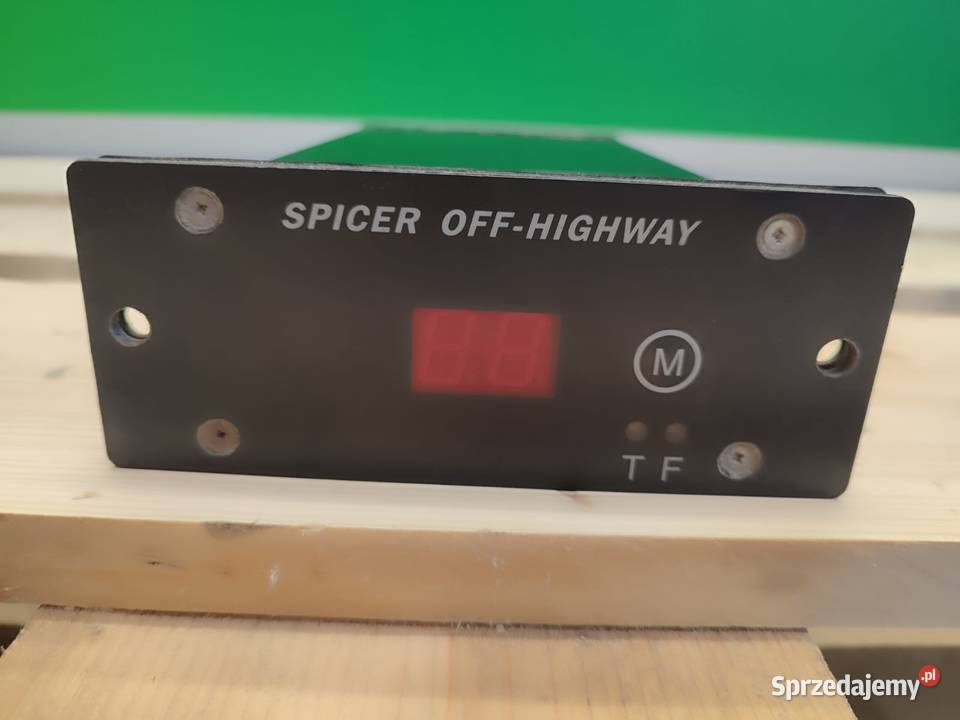 SPICER OFF-HIGHWAY
M
T F
Sprzedajemy.pl